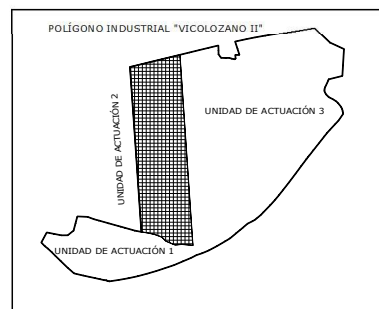 POLÍGONO INDUSTRIAL "VICOLOZANO II"
UNIDAD DE ACTUACIÓN 2
UNIDAD DE ACTUACIÓN 3
UNIDAD DE ACTUACIÓN 1